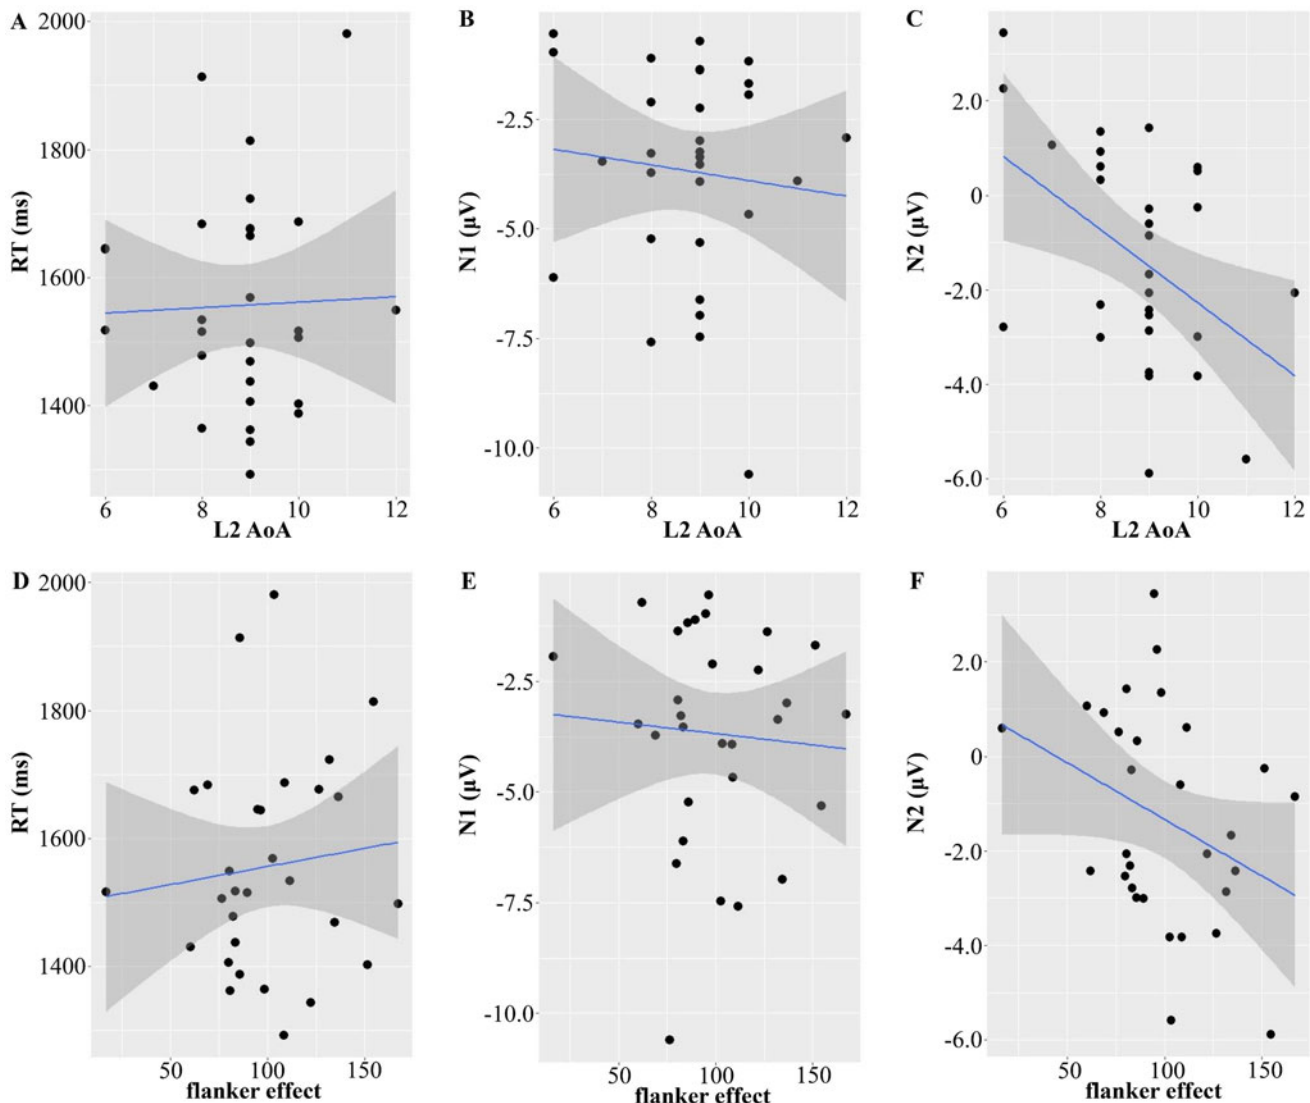 A
2000
1800
1600
1400
RT (ms)
6 8 10 12
L2 AoA
B
-2.5
-5.0
-7.5
-10.0
N1 (μV)
6 8 10 12
L2 AoA
C
2.0
0
-2.0
-4.0
-6.0
N2 (μV)
6 8 10 12
L2 AoA
D
2000
1800
1600
1400
RT (ms)
50 100 150
flanker effect
E
-2.5
-5.0
-7.5
-10.0
N1 (μV)
50 100 150
flanker effect
F
2.0
0
-2.0
-4.0
-6.0
N2 (μV)
50 100 150
flanker effect